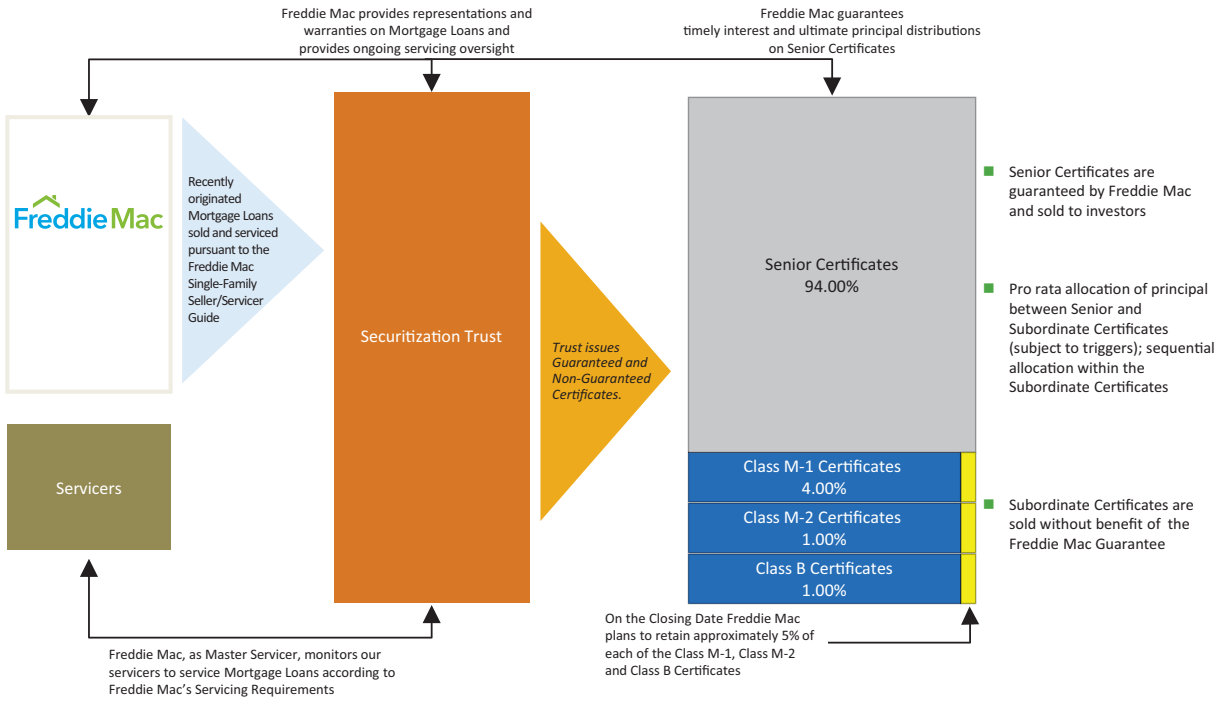 Freddie Mac provides representations and
warranties on Mortgage Loans and
provides ongoing servicing oversight
Freddie Mac guarantees
timely interest and ultimate principal distributions
on Senior Certificates
FreddieMac
Recently
originated
Mortgage Loans
sold and serviced
pursuant to the
Freddie Mac
Single-Family
Seller/Servicer
Guide
Servicers
Securitization Trust
Trust issues
Guaranteed and
Non-Guaranteed
Certificates.
Senior Certificates
94.00%
Class M-1 Certificates
4.00%
Class M-2 Certificates
1.00%
Class B Certificates
1.00%
Senior Certificates are
guaranteed by Freddie Mac
and sold to investors
Pro rata allocation of principal
between Senior and
Subordinate Certificates
(subject to triggers); sequential
allocation within the
Subordinate Certificates
Subordinate Certificates are
sold without benefit of the
Freddie Mac Guarantee
Freddie Mac, as Master Servicer, monitors our
servicers to service Mortgage Loans according to
Freddie Mac's Servicing Requirements
On the Closing Date Freddie Mac
plans to retain approximately 5% of
each of the Class M-1, Class M-2
and Class B Certificates